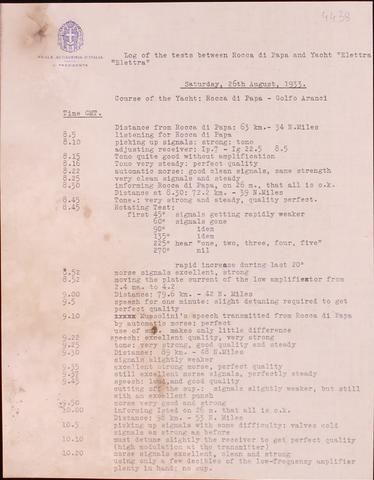 4438
REALE ACCADEMIA D'ITALIA
IL PRESIDENTE
Log of the tests between Rocca di Papa and Yacht "Elettra
"Elettra"
Saturday, 26th August, 1933.
Course of the Yacht: Rocca di Papa - Golfo Aranci
Time GMT.
Distance from Rocca di Papa: 63 km.- 34 N.Miles
8.5 listening for Rocca di Papa
8.10 picking up signals: strong: tone
adjusting receiver: Ip.7 - Ig 22.5 8.5
8.15 Tone quite good without amplification
8.16 Tone very steady: perfect quality
8.22 automatic morse: good clean signals, same strength
8.25 very clean signals and steady
8.30 informing Rocca di Papa, on 26 m., that all is o.k.
Distance at 8.50: 72.2 km. - 39 N.Miles
8.45 Tone.: very strong and steady, quality perfect.
8.45 Rotating Test:
first 45° signals getting rapidly weaker
60° signals gone
90° idem
135° idem
225° hear "one, two, three, four, five"
270° nil
rapid increase during last 20°
8.52 morse signals excellent, strong
8.52 moving the plate current of the low amplifier from
2.4 ma. to 4.2
9.00 Distance: 79.6 km. - 42 N.Miles
9.5 speech for one minute: slight detuning required to get
perfect quality
9.10 Mussolini's speech transmitted from Rocca di Papa
by automatic morse: perfect
use of makes only little difference
9.22 speech: excellent quality, very strong
9.25 tone: very strong, good quality and steady
9.30 Distance: 89 km. - 48 N.Miles
signals slightly weaker
9.35 excellent strong morse, perfect quality
still excellent morse signals, perfectly steady
9.45 speech: loud and good quality
cutting off the sup.: signals slightly weaker, but still
with an excellent punch
9.50 morse very good and strong
10.00 informing Isted on 26 m. that all is o.k.
Distance: 98 km. - 53 N.Miles
10.5 picking up signals with some difficulty: valves cold
signals as strong as before
10.10 must detune slightly the receiver to get perfect quality
(high modulation at the transmitter)
10.20 morse signals excellent, clean and strong
using only a few decibles of the low-frequency amplifier
plenty in hand; no sup.